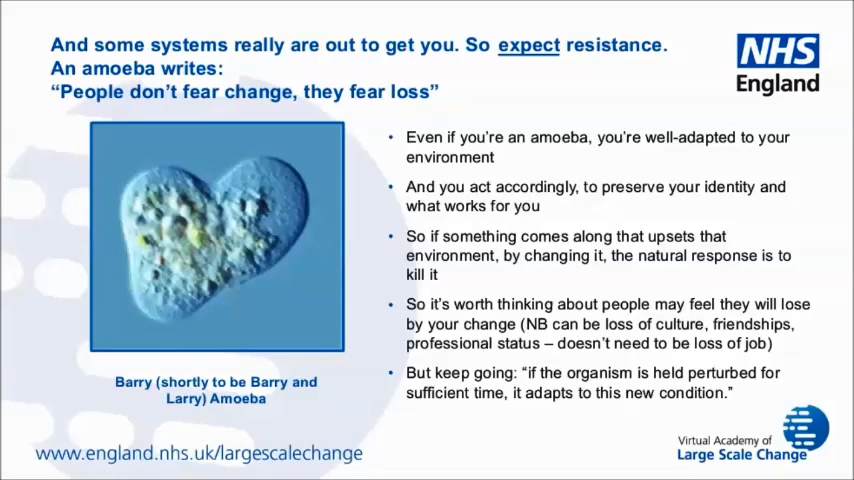 And some systems really are out to get you. So expect resistance.
An amoeba writes:
“People don’t fear change, they fear loss”
NHS
England
• Even if you’re an amoeba, you’re well-adapted to your
environment
• And you act accordingly, to preserve your identity and
what works for you
• So if something comes along that upsets that
environment, by changing it, the natural response is to
kill it
• So it’s worth thinking about people may feel they will lose
by your change (NB can be loss of culture, friendships,
professional status – doesn’t need to be loss of job)
• But keep going: “if the organism is held perturbed for
sufficient time, it adapts to this new condition.”
Barry (shortly to be Barry and
Larry) Amoeba
www.england.nhs.uk/largescalechange
Virtual Academy of
Large Scale Change